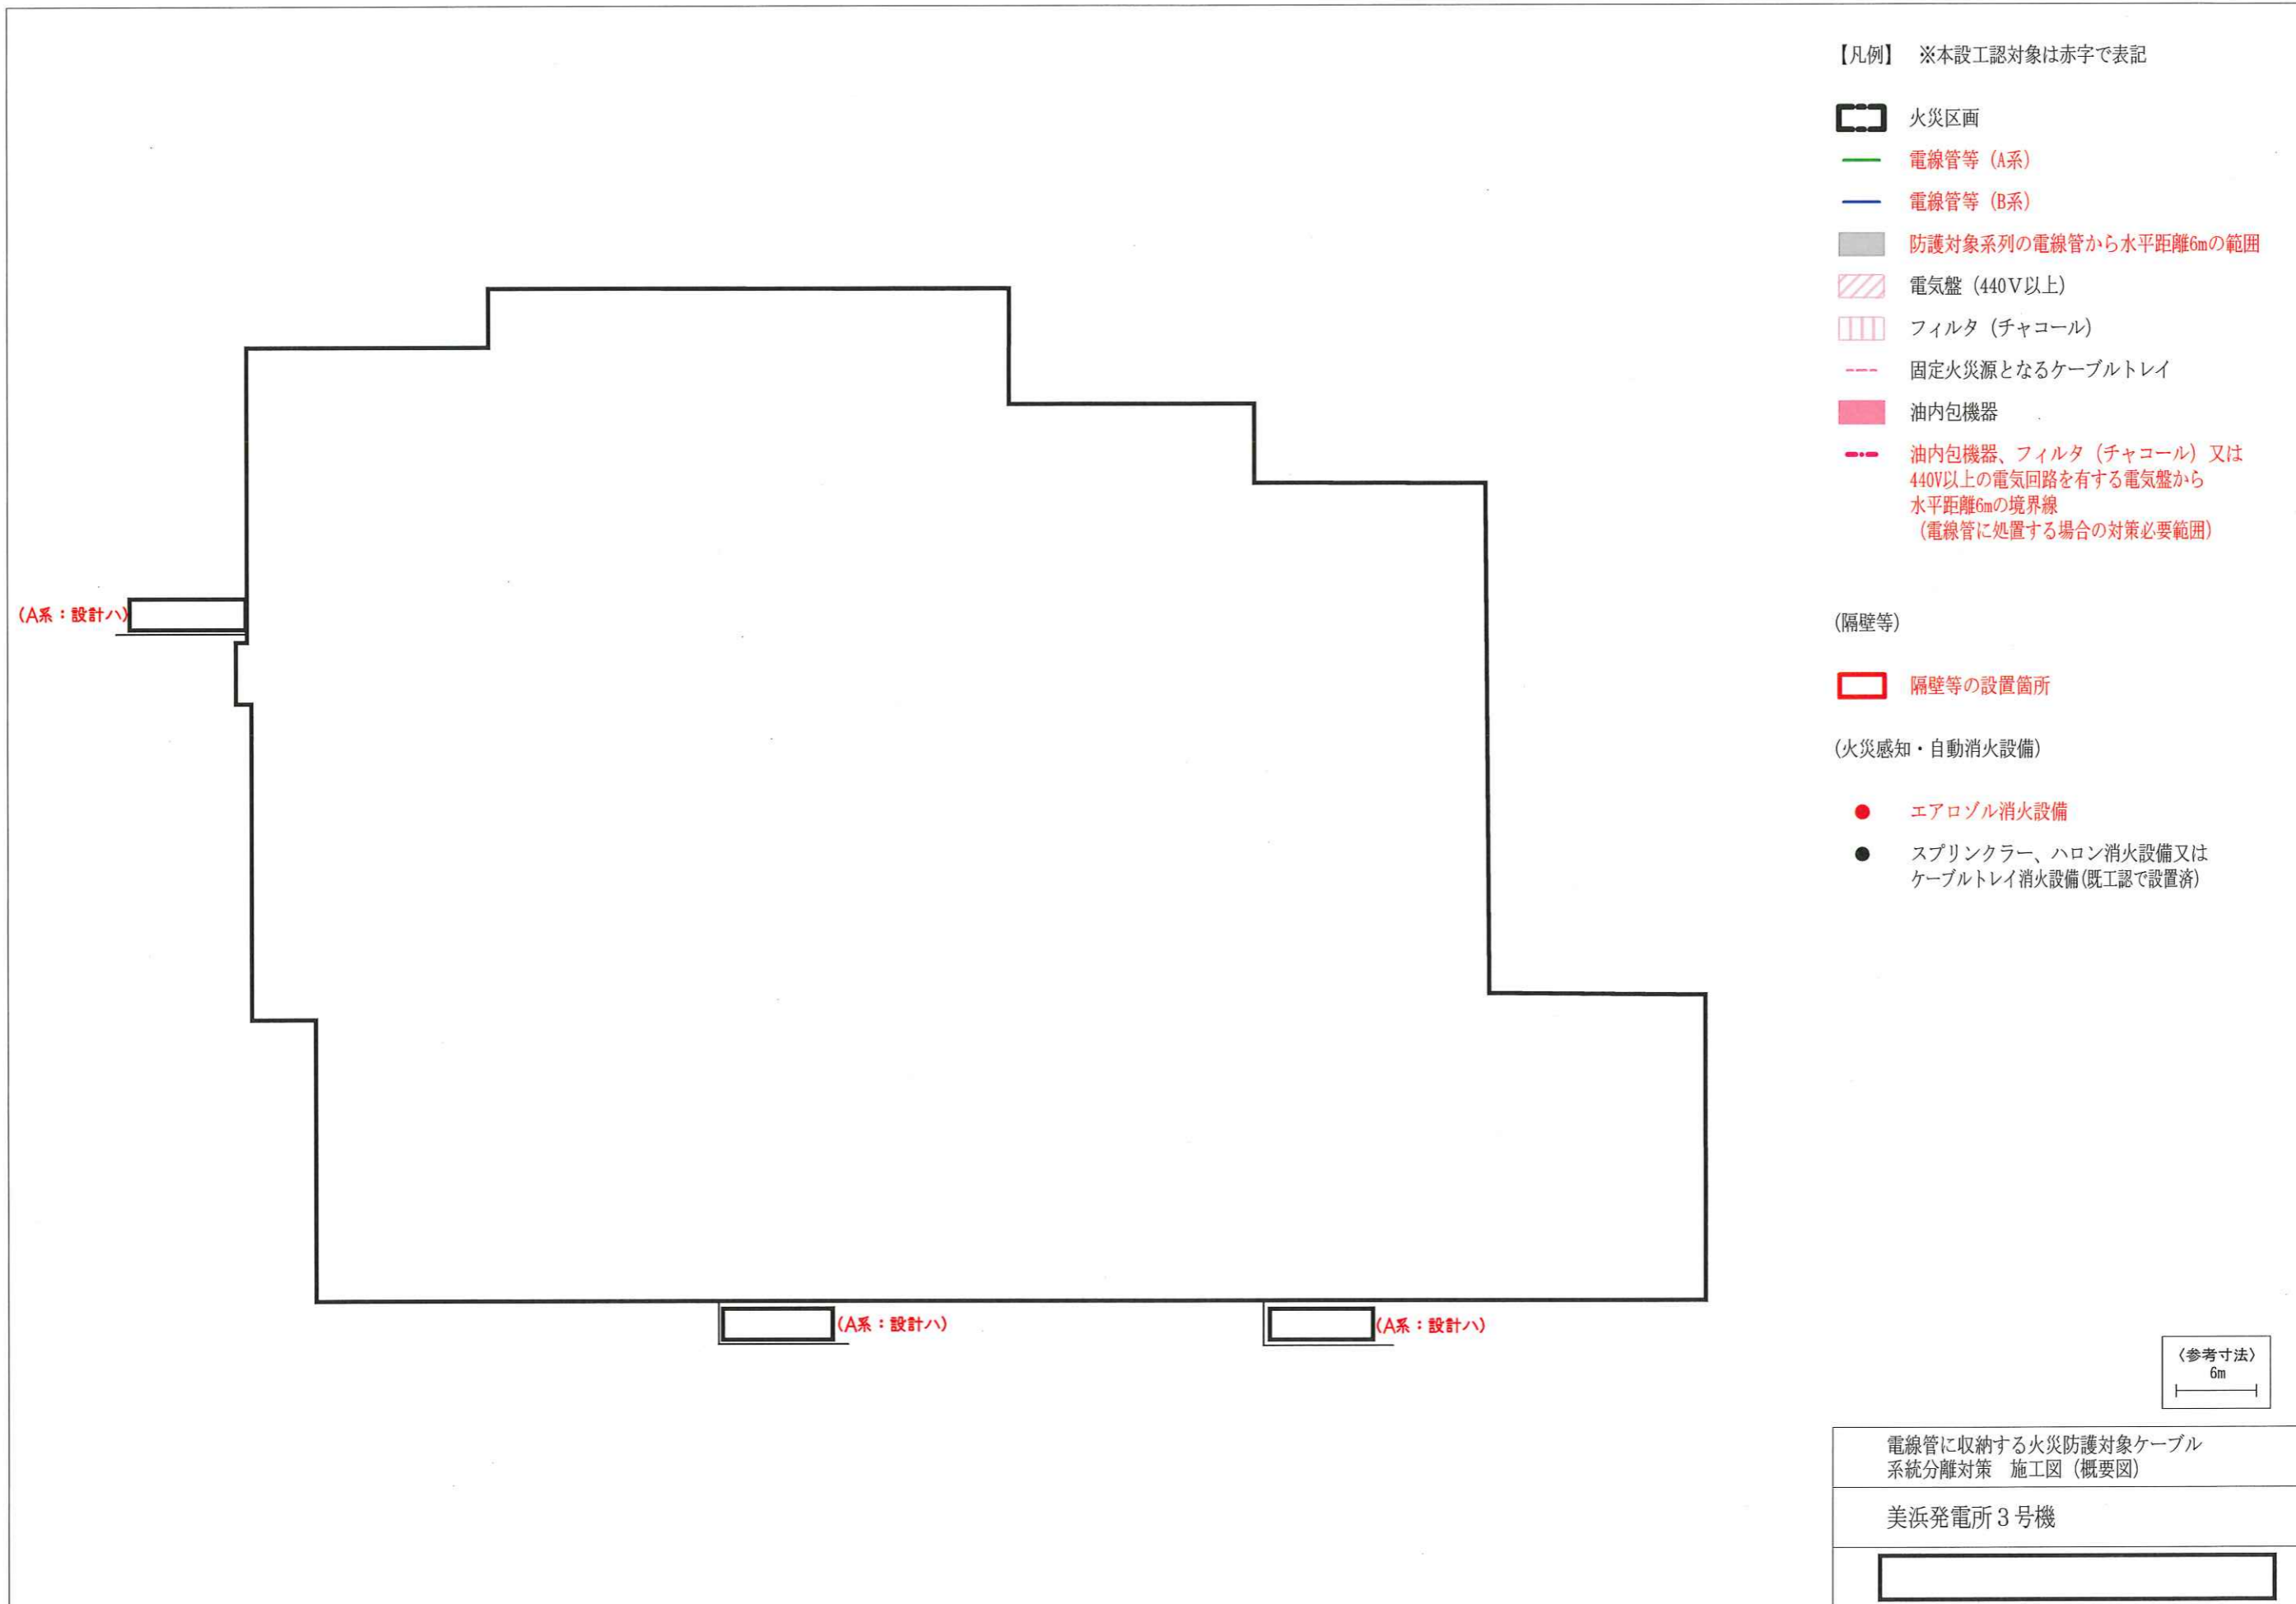 【凡例】 ※本設工認対象は赤字で表記
火災区画
電線管等（A系）
電線管等（B系）
防護対象系列の電線管から水平距離6mの範囲
電気盤（440V以上）
フィルタ（チャコール）
固定火災源となるケーブルトレイ
油内包機器
油内包機器、フィルタ（チャコール）又は
440V以上の電気回路を有する電気盤から
水平距離6mの境界線
（電線管に処置する場合の対策必要範囲）
(隔壁等)
隔壁等の設置箇所
(火災感知・自動消火設備)
エアロゾル消火設備
スプリンクラー、ハロン消火設備又は
ケーブルトレイ消火設備(既工認で設置済)
(A系：設計ハ)
(A系：設計ハ)
(A系：設計ハ)
〈参考寸法〉
6m
電線管に収納する火災防護対象ケーブル
系統分離対策 施工図（概要図）
美浜発電所３号機